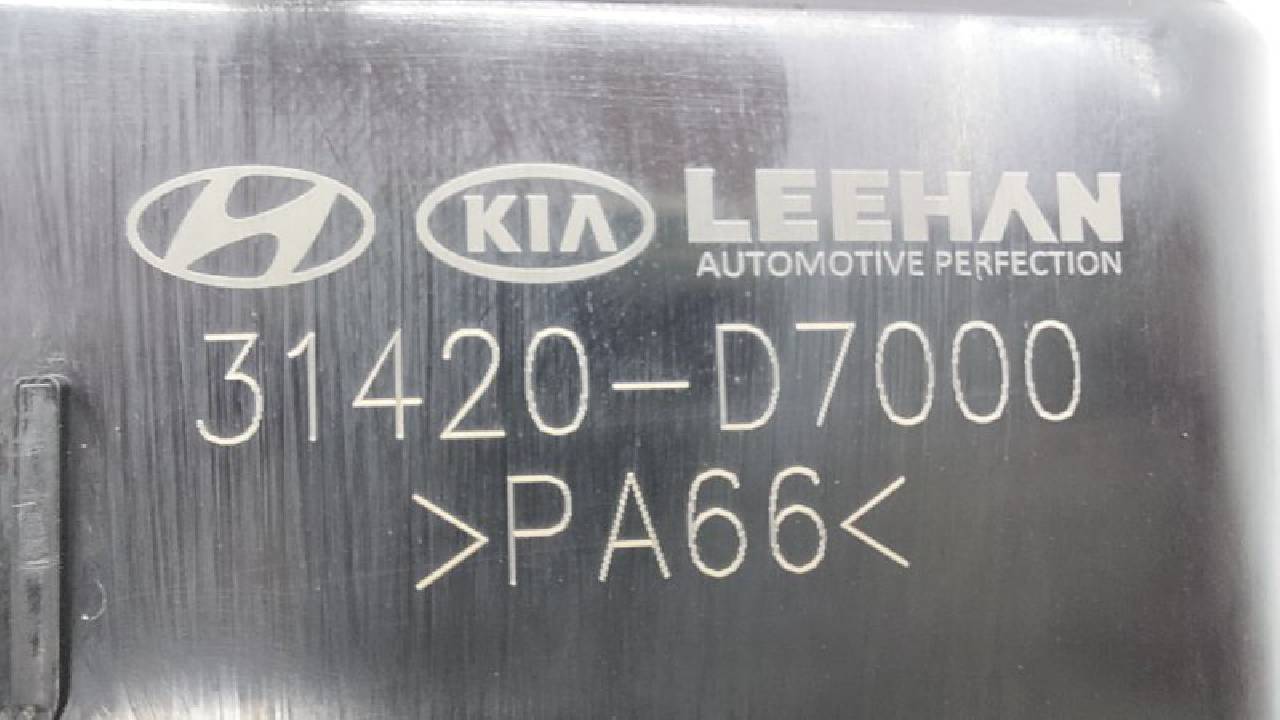 KIA LEEHAN
AUTOMOTIVE PERFECTION
31420-D7000
>PA66<